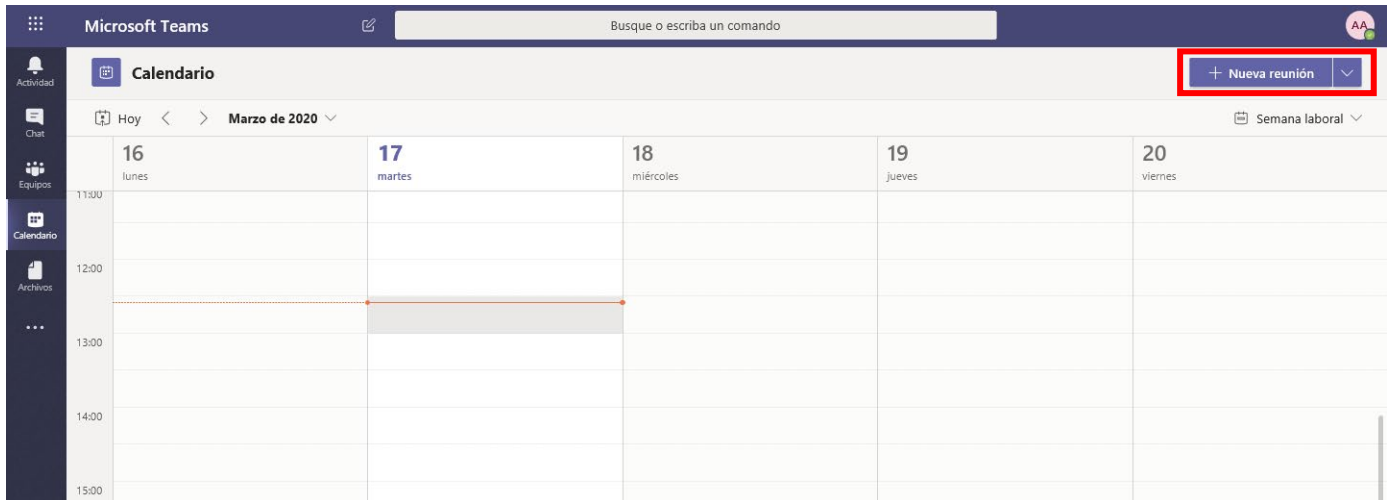 Microsoft Teams
Busque o escriba un comando
AA
Actividad
Chat
Equipos
Calendario
Archivos
Calendario
+ Nueva reunión
Hoy
Marzo de 2020
Semana laboral
16
lunes
17
martes
18
miércoles
19
jueves
20
viernes
11:00
12:00
13:00
14:00
15:00